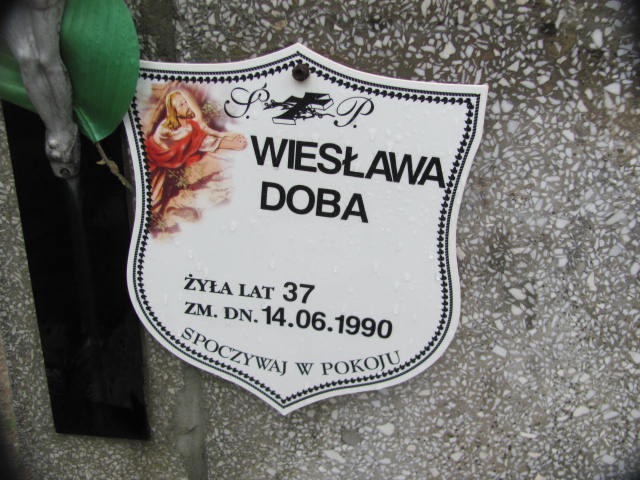 Ś. P.
WIESŁAWA
DOBA
ŻYŁA LAT 37
ZM. DN. 14.06.1990
SPOCZYWAJ W POKOJU